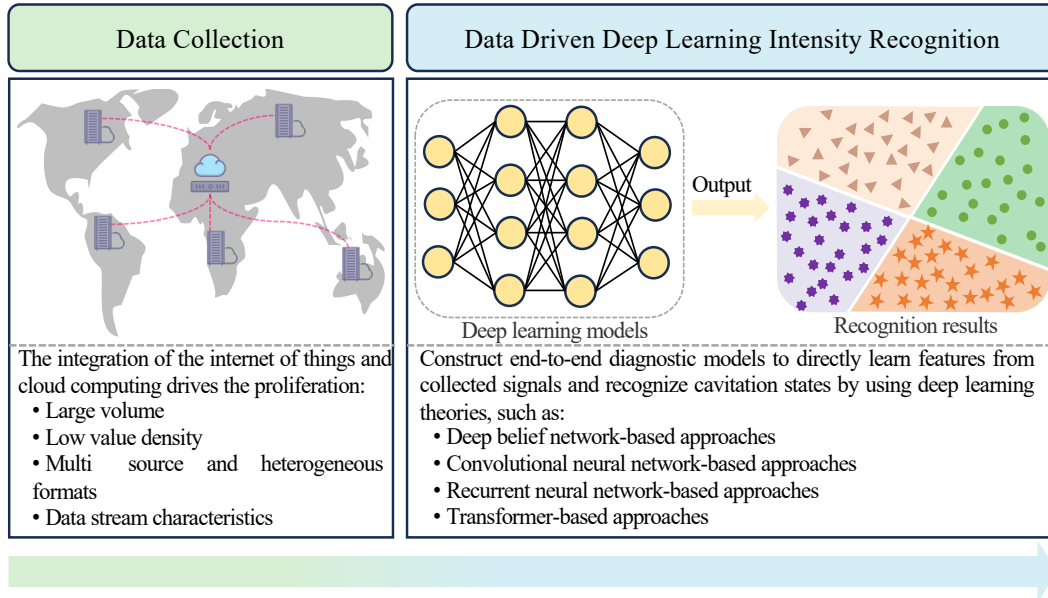 Data Collection
Data Driven Deep Learning Intensity Recognition
Output
Deep learning models
Recognition results
The integration of the internet of things and
cloud computing drives the proliferation:
• Large volume
• Low value density
• Multi source and heterogeneous
formats
• Data stream characteristics
Construct end-to-end diagnostic models to directly learn features from
collected signals and recognize cavitation states by using deep learning
theories, such as:
• Deep belief network-based approaches
• Convolutional neural network-based approaches
• Recurrent neural network-based approaches
• Transformer-based approaches